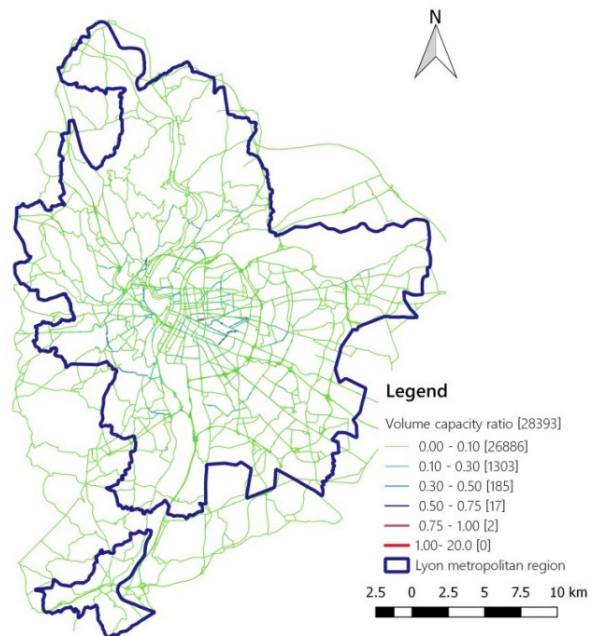 N
Legend
Volume capacity ratio [28393]
0.00 - 0.10 [26886]
0.10 - 0.30 [1303]
0.30 - 0.50 [185]
0.50 - 0.75 [17]
0.75 - 1.00 [2]
1.00- 20.0 [0]
Lyon metropolitan region
2.5 0 2.5 5 7.5 10 km